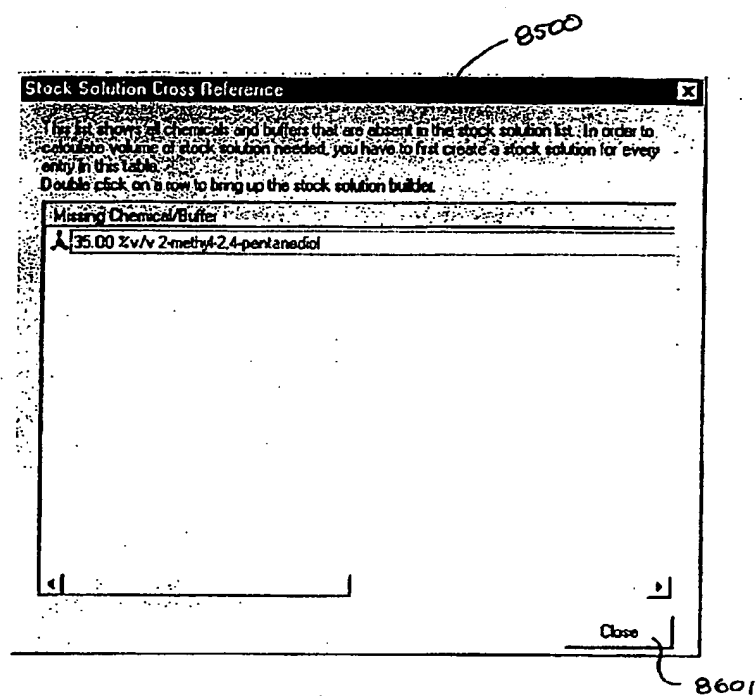 8500
Stock Solution Cross Reference
This list shows all chemicals and buffers that are absent in the stock solution list. In order to
calculate volume of stock solution needed, you have to first create a stock solution for every
entry in this table.
Double click on a row to bring up the stock solution builder.
Missing Chemical/Buffer
35.00 %v/v 2-methyl-2,4-pentanediol
Close
8601